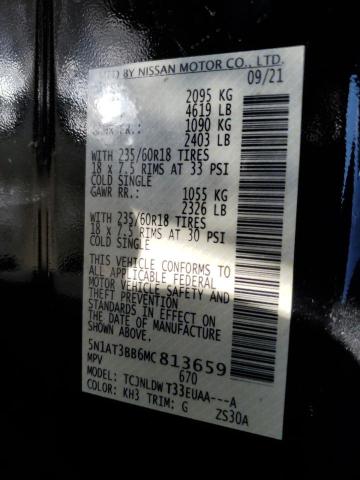 MFD BY NISSAN MOTOR CO., LTD.
09/21
2095 KG
4619 LB
1090 KG
2403 LB
WITH 235/60R18 TIRES
18 x 7.5 RIMS AT 33 PSI
COLD SINGLE
GAWR RR.: 1055 KG
2326 LB
WITH 235/60R18 TIRES
18 x 7.5 RIMS AT 30 PSI
COLD SINGLE
THIS VEHICLE CONFORMS TO
ALL APPLICABLE FEDERAL
MOTOR VEHICLE SAFETY AND
THEFT PREVENTION
STANDARDS IN EFFECT ON
THE DATE OF MANUFACTURE
SHOWN ABOVE.
5N1AT3BB6MC813659
MPV 670
MODEL: TCJNLDW T33EUAA---A
COLOR: KH3 TRIM: G ZS30A